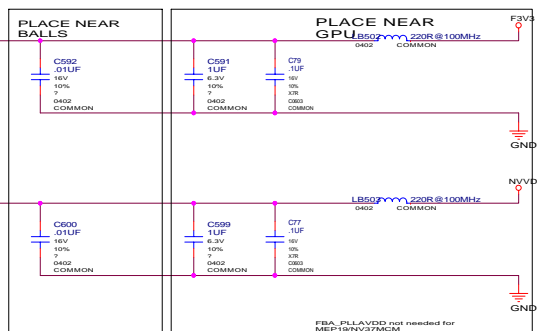 PLACE NEAR
BALLS
PLACE NEAR
GPU
F3V3
LB502 220R@100MHz
0402 COMMON
C592
.01UF
16V
10%
?
0402
COMMON
C591
1UF
6.3V
10%
?
0402
COMMON
C79
.1UF
16V
10%
X7R
C0603
COMMON
GND
NVVD
LB503 220R@100MHz
0402 COMMON
C600
.01UF
16V
10%
?
0402
COMMON
C599
1UF
6.3V
10%
?
0402
COMMON
C77
.1UF
16V
10%
X7R
C0603
COMMON
GND
FBA_PLLAVDD not needed for
MEP19/NV37MCM